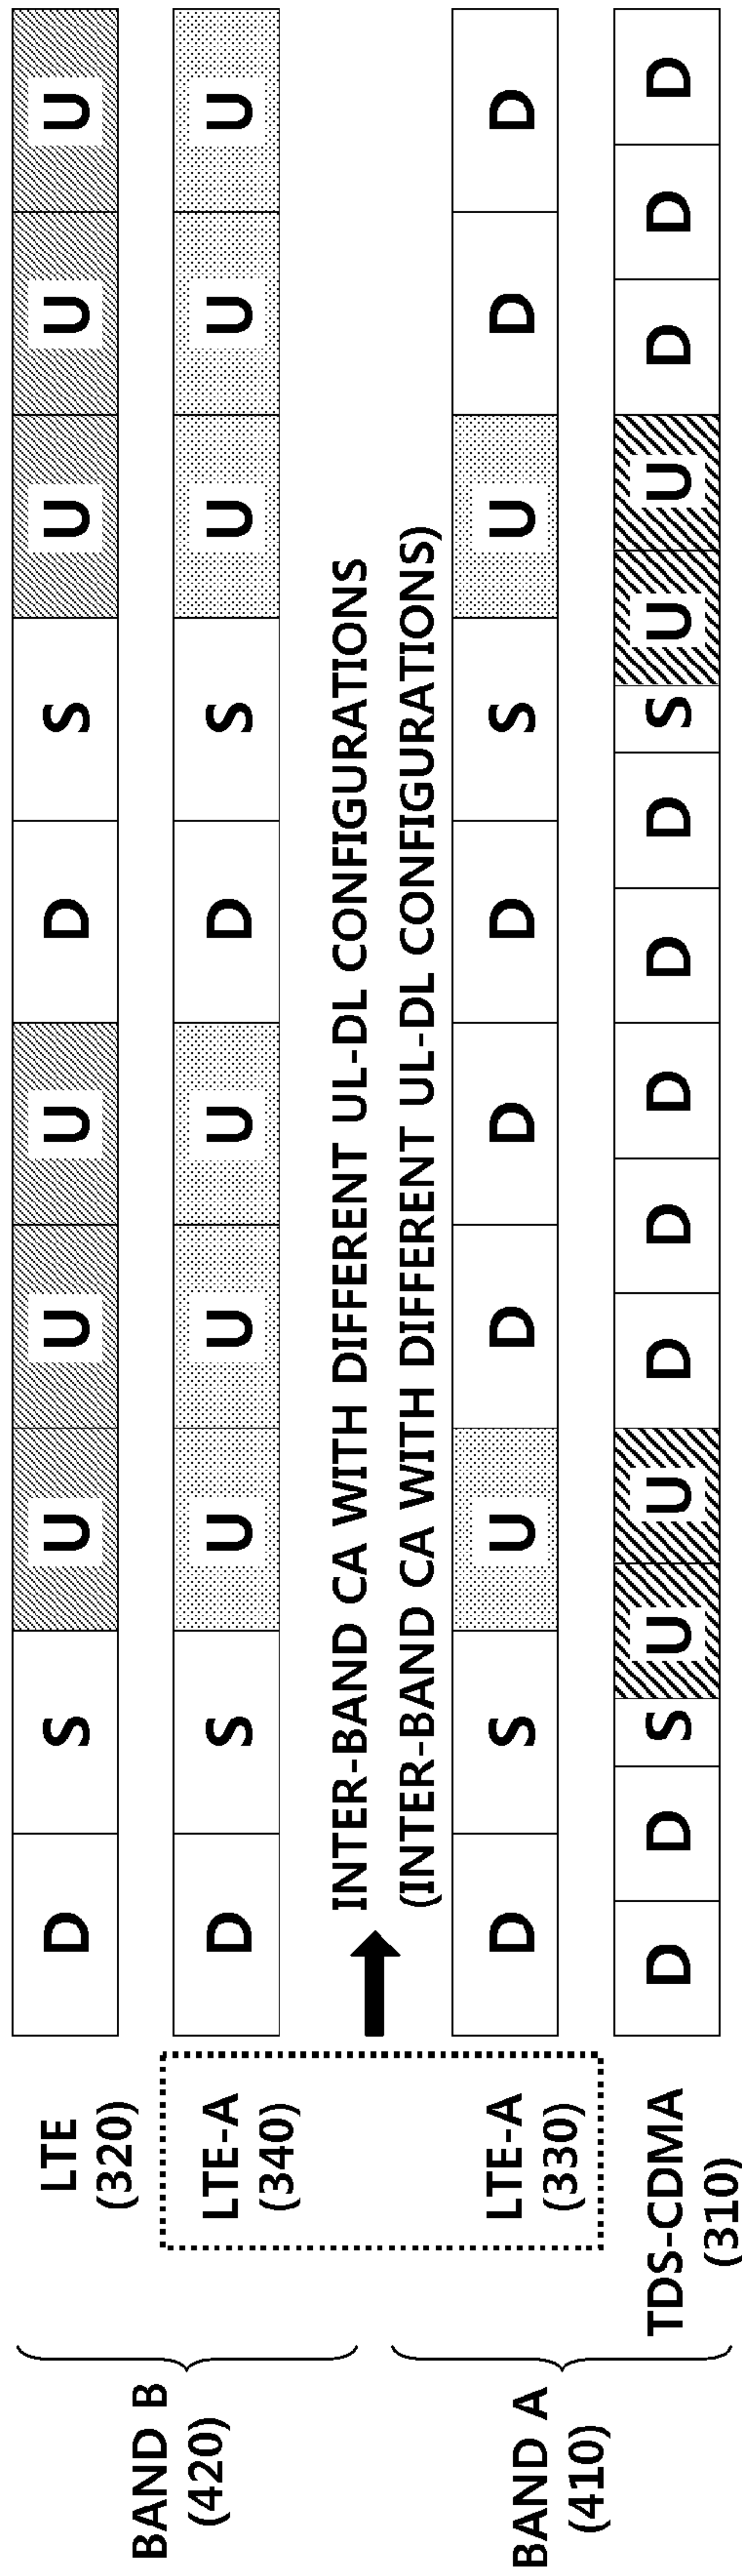 BAND B
(420)
LTE
(320)
D S U U U D S U U U
LTE-A
(340)
D S U U U D S U U U
INTER-BAND CA WITH DIFFERENT UL-DL CONFIGURATIONS
(INTER-BAND CA WITH DIFFERENT UL-DL CONFIGURATIONS)
BAND A
(410)
LTE-A
(330)
D S U D D D S U D D
TDS-CDMA
(310)
D D S U U D D D D D S U U D D D